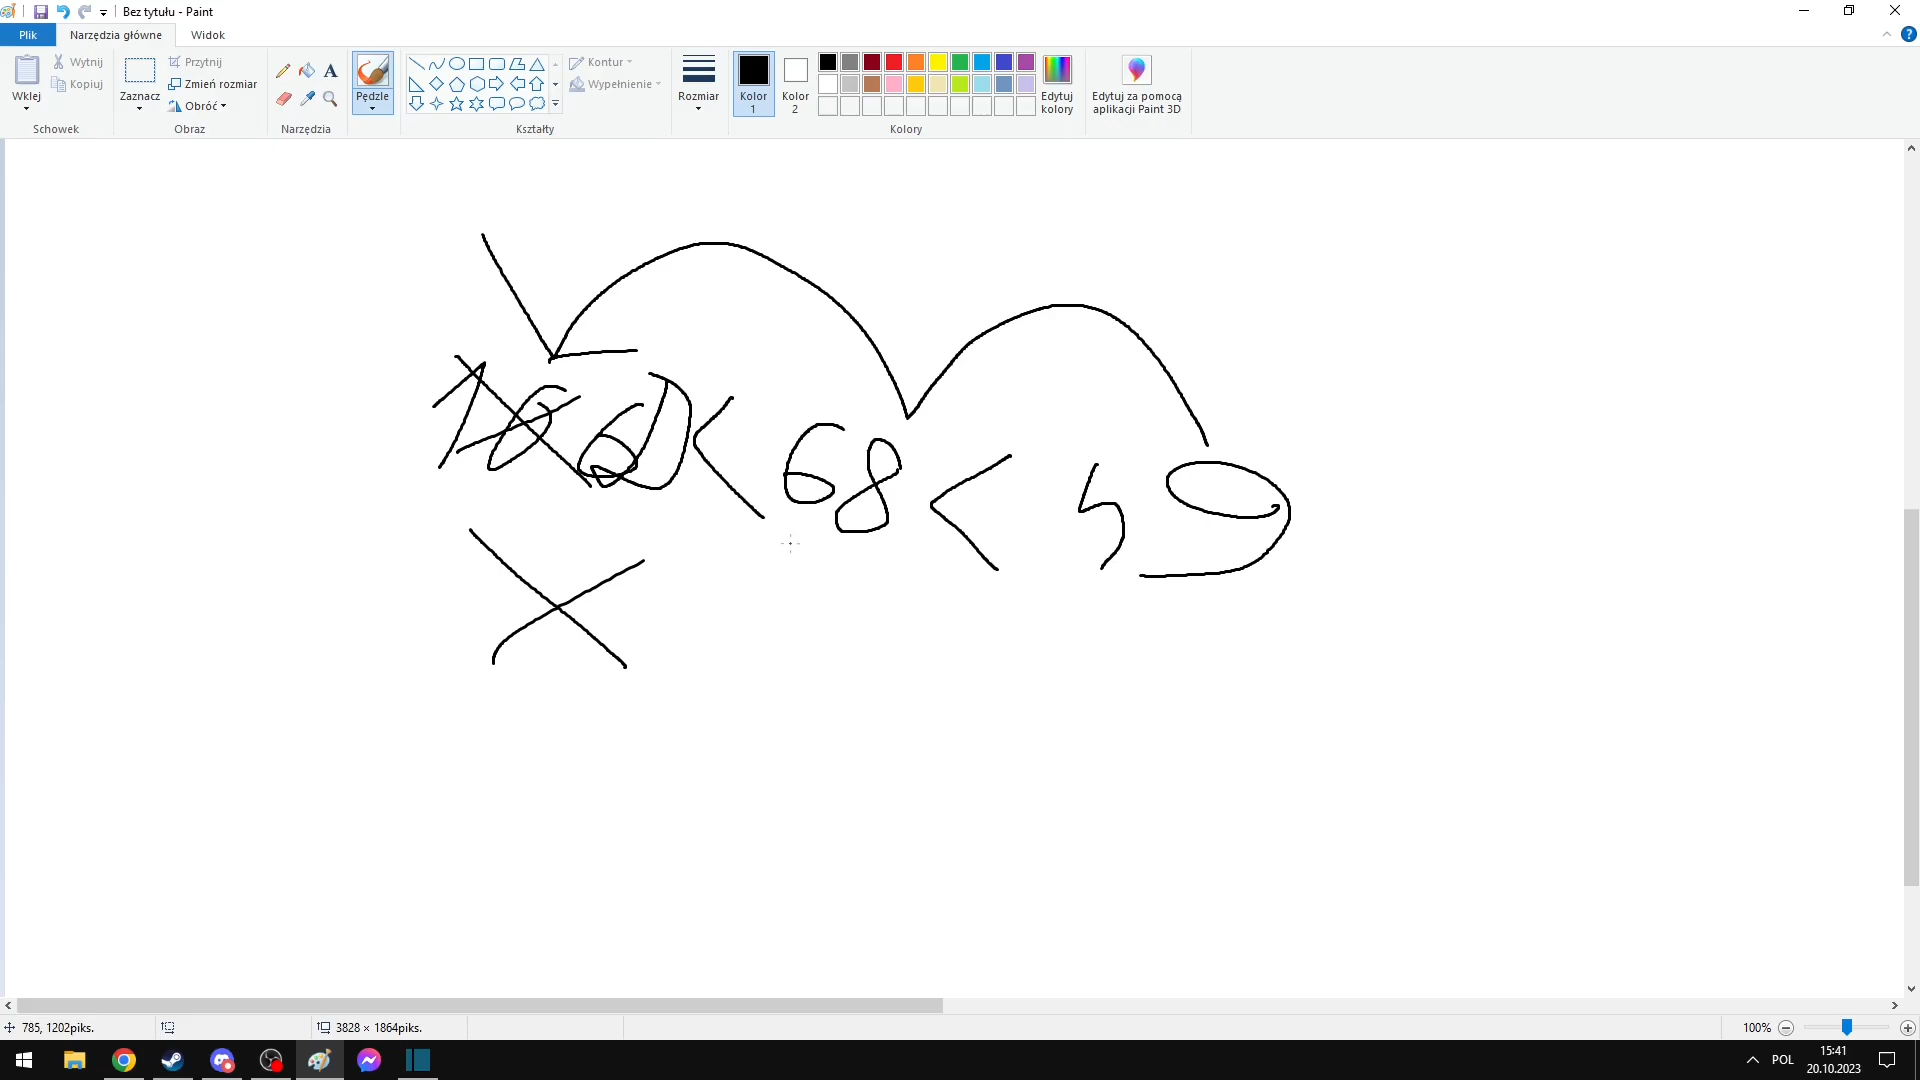 Bez tytułu - Paint
Plik Narzędzia główne Widok
Wklej
Wytnij
Kopiuj
Schowek
Zaznacz
Przytnij
Zmień rozmiar
Obróć
Obraz
A
Narzędzia
Pędzle
Kontur
Wypełnienie
Kształty
Rozmiar
Kolor
1
Kolor
2
Edytuj
kolory
Kolory
Edytuj za pomocą
aplikacji Paint 3D
?
< 68 < 59
785, 1202piks.
3828 × 1864piks.
100%
POL
15:41
20.10.2023